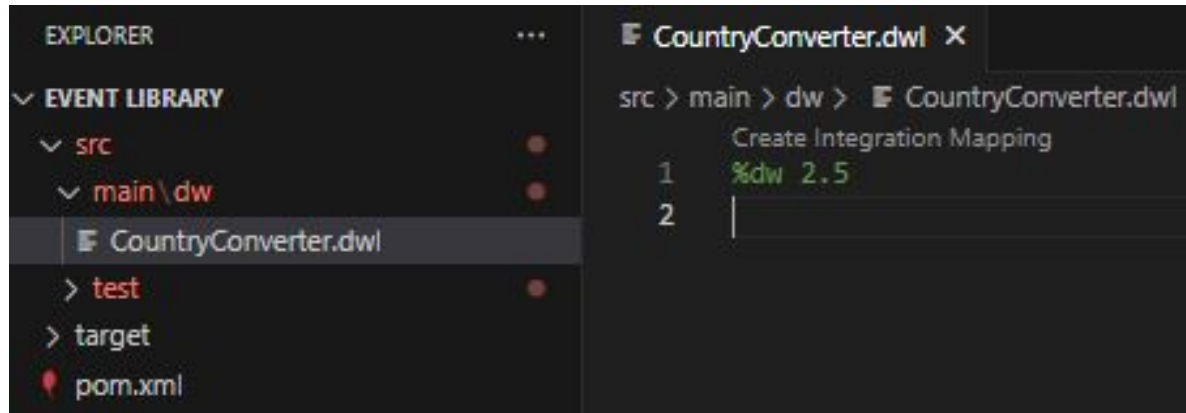 EXPLORER ...
EVENT LIBRARY
src
main\dw
CountryConverter.dwl
test
target
pom.xml
CountryConverter.dwl ×
src > main > dw > CountryConverter.dwl
Create Integration Mapping
1 %dw 2.5
2